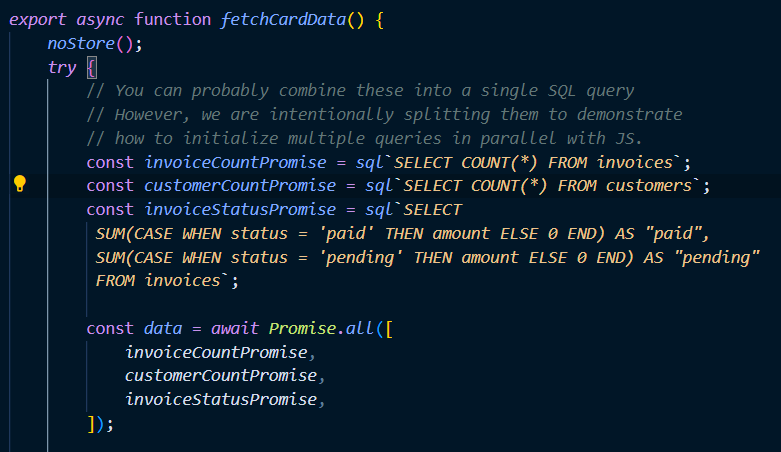 export async function fetchCardData() {
noStore();
try {
// You can probably combine these into a single SQL query
// However, we are intentionally splitting them to demonstrate
// how to initialize multiple queries in parallel with JS.
const invoiceCountPromise = sql`SELECT COUNT(*) FROM invoices`;
const customerCountPromise = sql`SELECT COUNT(*) FROM customers`;
const invoiceStatusPromise = sql`SELECT
SUM(CASE WHEN status = 'paid' THEN amount ELSE 0 END) AS "paid",
SUM(CASE WHEN status = 'pending' THEN amount ELSE 0 END) AS "pending"
FROM invoices`;
const data = await Promise.all([
invoiceCountPromise,
customerCountPromise,
invoiceStatusPromise,
]);